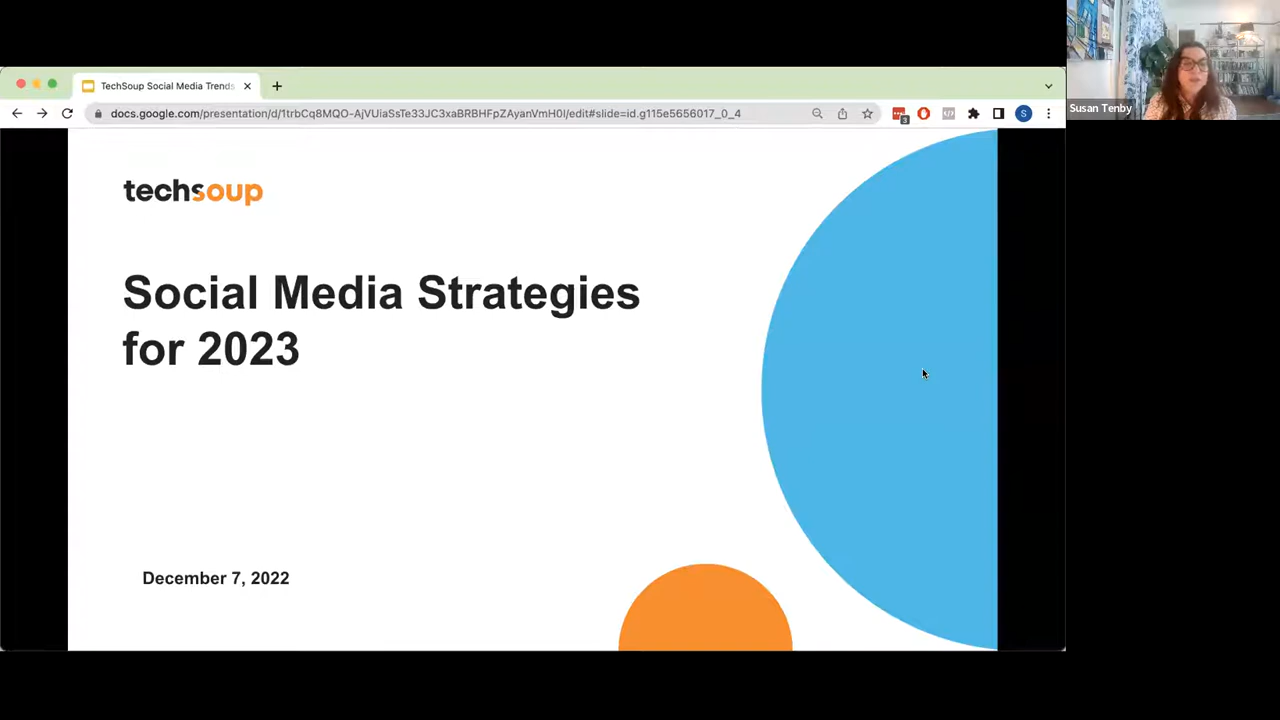 TechSoup Social Media Trends
docs.google.com/presentation/d/1trbCq8MQO-AjVUiaSsTe33JC3xaBRBHFpZAyanVmH0I/edit#slide=id.g115e5656017_0_4
3
S
Susan Tenby
techsoup
Social Media Strategies
for 2023
December 7, 2022